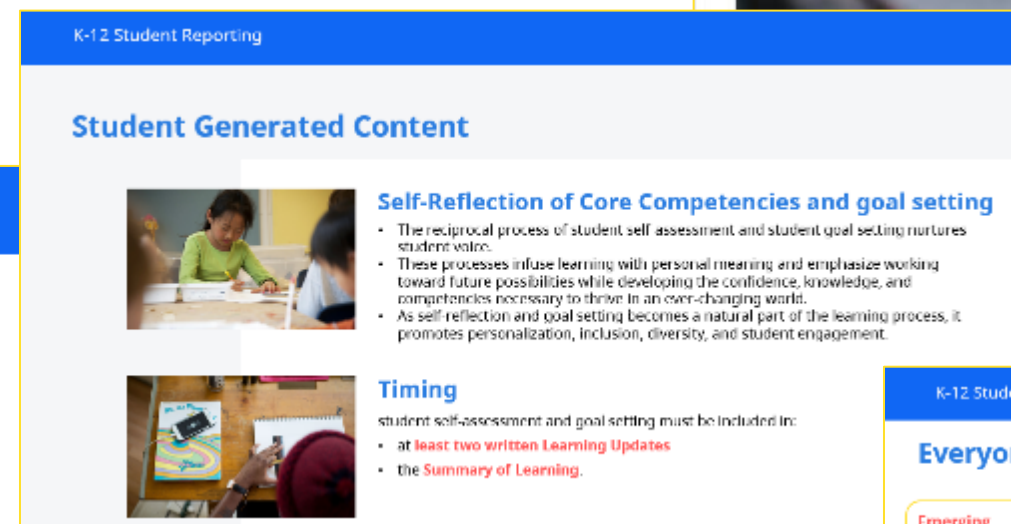 K-12 Student Reporting
Student Generated Content
Self-Reflection of Core Competencies and goal setting
• The reciprocal process of student self assessment and student goal setting nurtures
student voice.
• These processes infuse learning with personal meaning and emphasize working
toward future possibilities while developing the confidence, knowledge, and
competencies necessary to thrive in an ever-changing world.
• As self-reflection and goal setting becomes a natural part of the learning process, it
promotes personalization, inclusion, diversity, and student engagement.
Timing
student self-assessment and goal setting must be included in:
• at least two written Learning Updates
• the Summary of Learning.
K-12 Stude
Everyo
Emerging